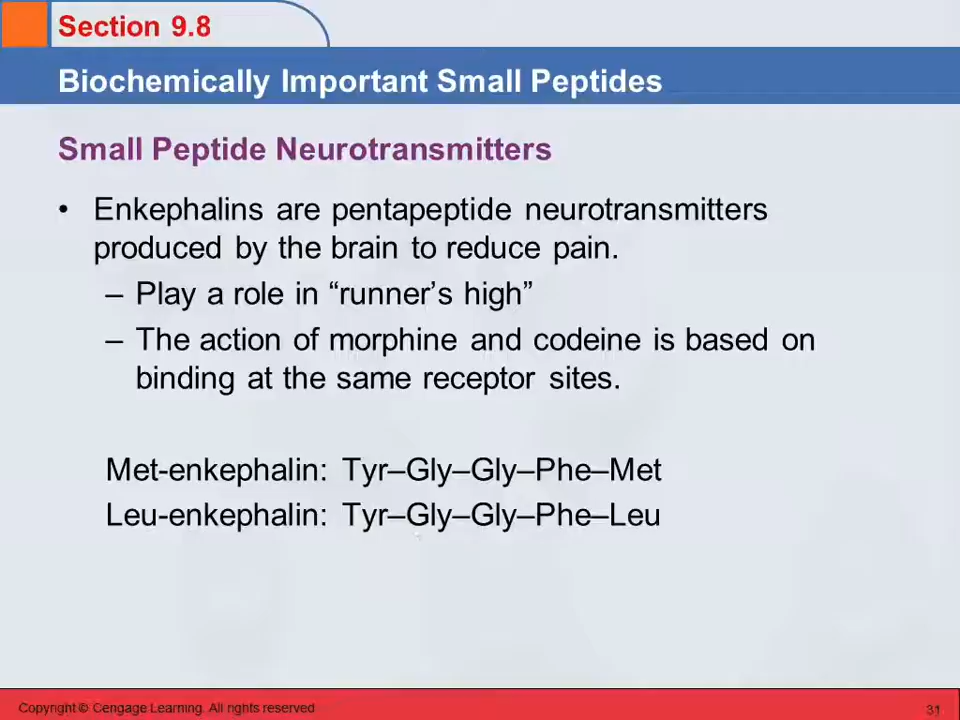 Section 9.8
Biochemically Important Small Peptides
Small Peptide Neurotransmitters
• Enkephalins are pentapeptide neurotransmitters
produced by the brain to reduce pain.
– Play a role in “runner’s high”
– The action of morphine and codeine is based on
binding at the same receptor sites.
Met-enkephalin: Tyr–Gly–Gly–Phe–Met
Leu-enkephalin: Tyr–Gly–Gly–Phe–Leu
Copyright © Cengage Learning. All rights reserved
31